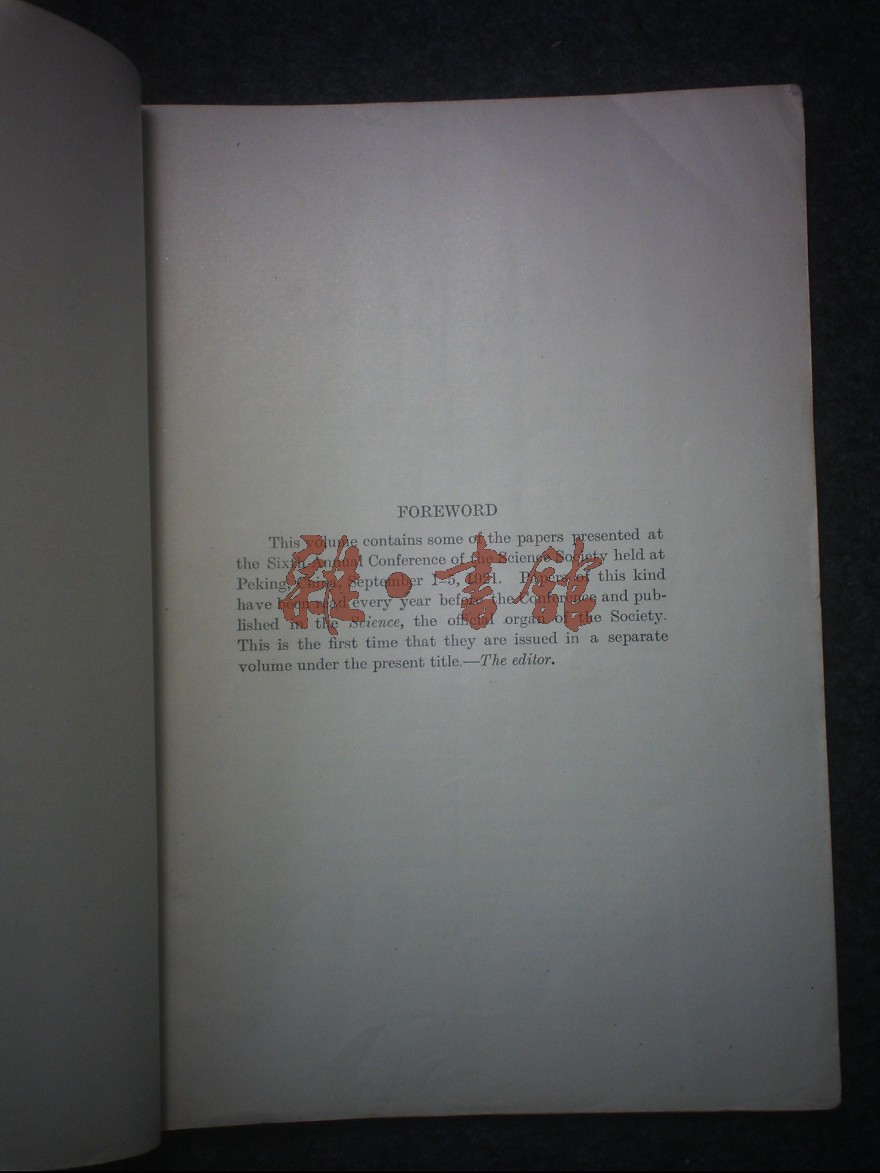 FOREWORD
This volume contains some of the papers presented at
the Sixth Annual Conference of the Science Society held at
Peking, China, September 1–5, 1921. Papers of this kind
have been read every year before the Conference and pub-
lished in the Science, the official organ of the Society.
This is the first time that they are issued in a separate
volume under the present title.—The editor.
雅·書館